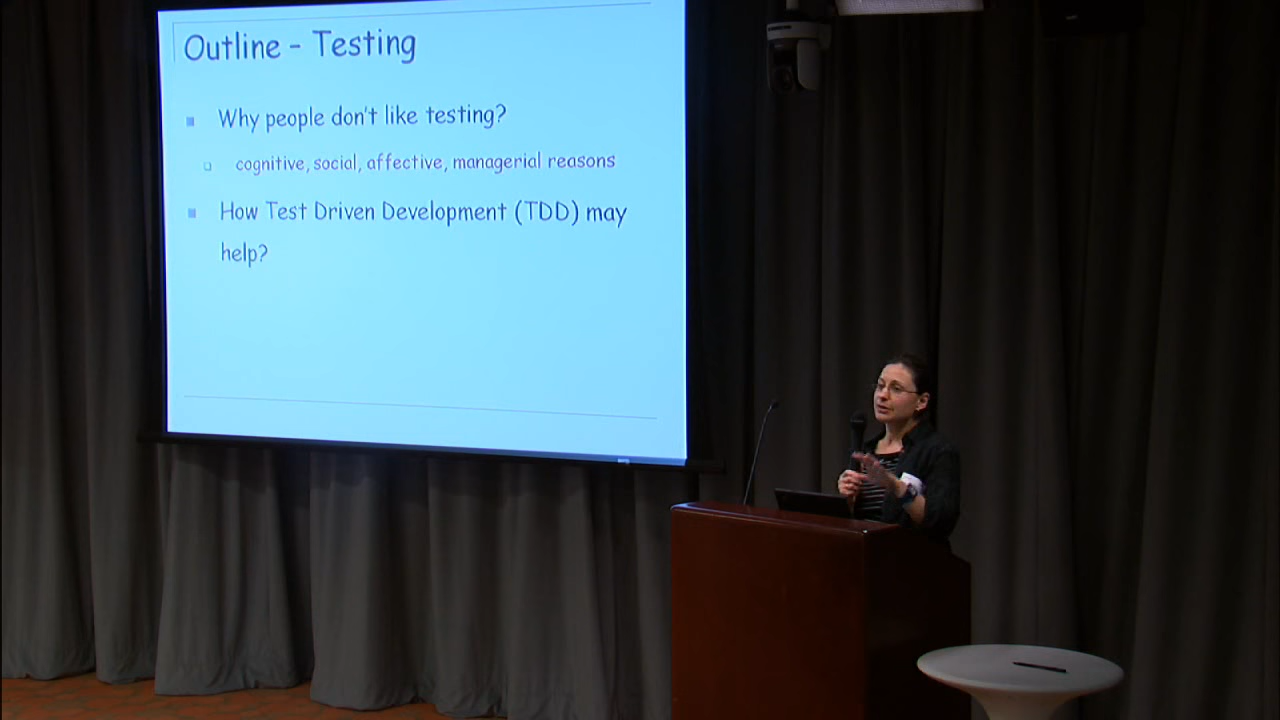 Outline - Testing
Why people don't like testing?
cognitive, social, affective, managerial reasons
How Test Driven Development (TDD) may
help?